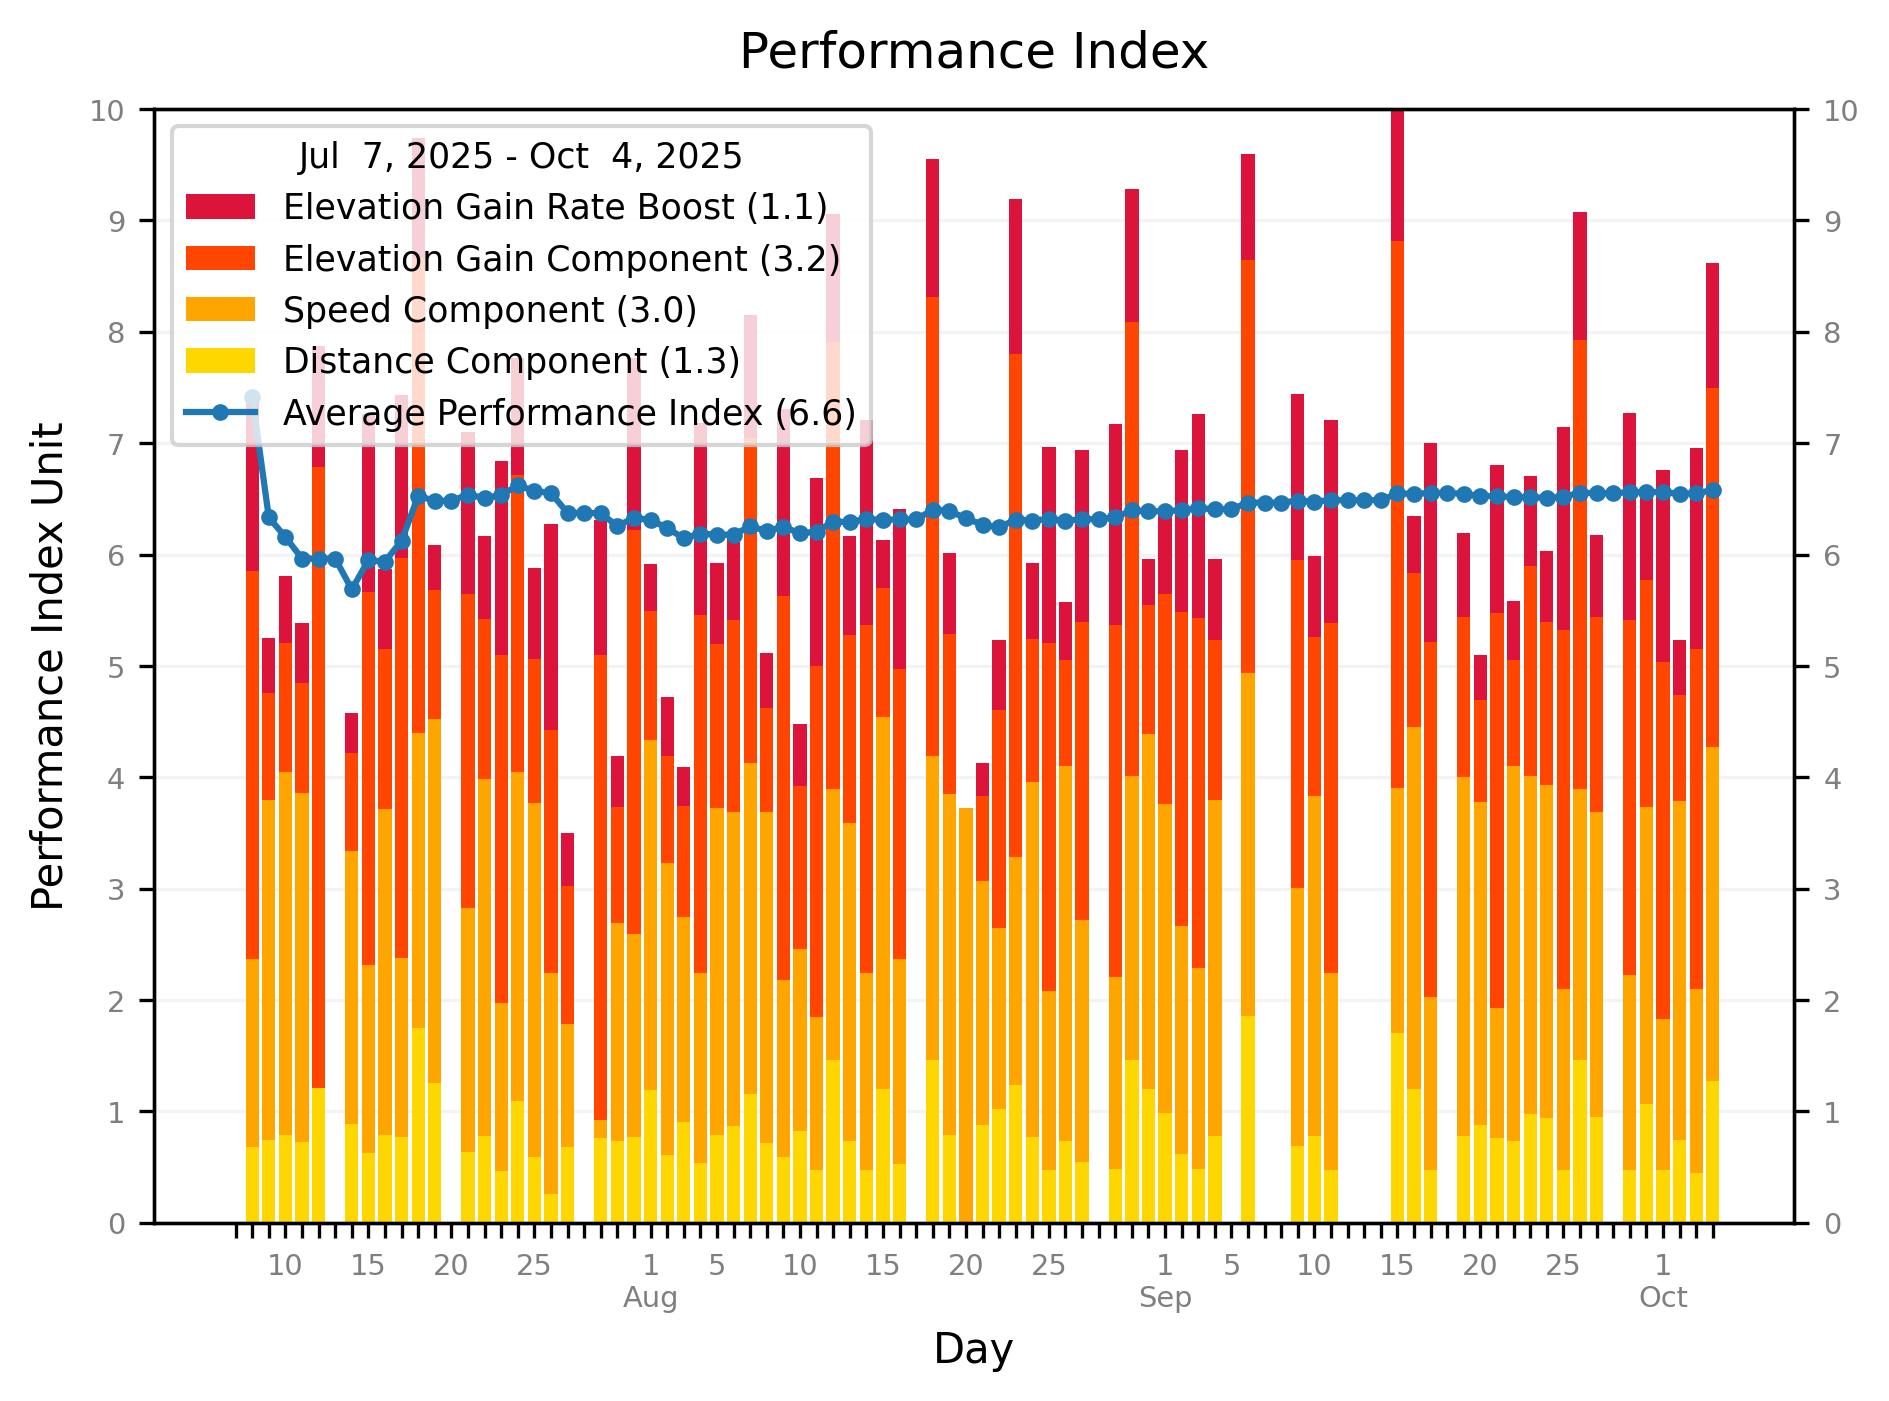 Performance Index
10
9
8
7
6
5
4
3
2
1
0
10
9
8
7
6
5
4
3
2
1
0
Performance Index Unit
Jul  7, 2025 - Oct  4, 2025
Elevation Gain Rate Boost (1.1)
Elevation Gain Component (3.2)
Speed Component (3.0)
Distance Component (1.3)
Average Performance Index (6.6)
10 15 20 25 1 5 10 15 20 25 1 5 10 15 20 25 1
Aug Sep Oct
Day